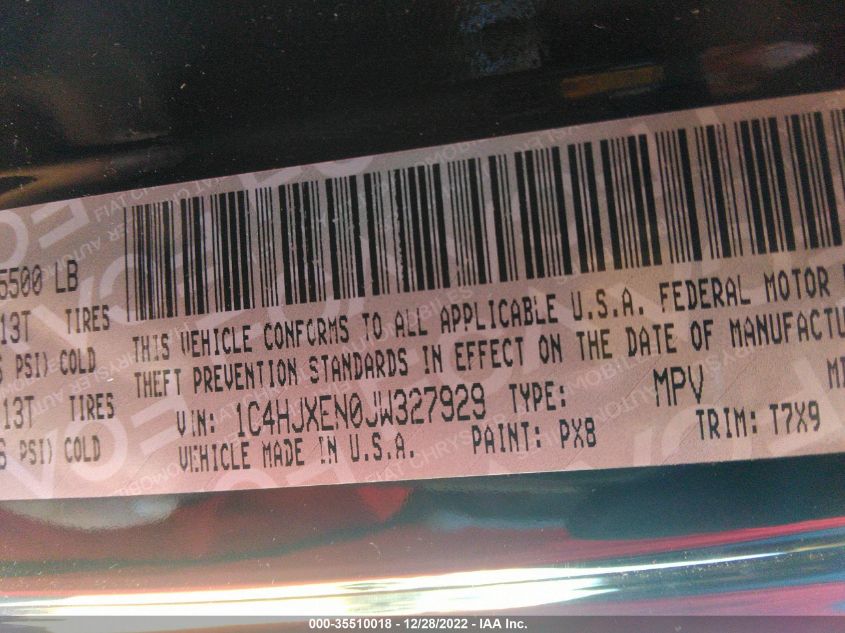 5500 LB
13T TIRES
PSI) COLD
13T TIRES
PSI) COLD
THIS VEHICLE CONFORMS TO ALL APPLICABLE U.S.A. FEDERAL MOTOR
THEFT PREVENTION STANDARDS IN EFFECT ON THE DATE OF MANUFACTU
VIN: 1C4HJXEN0JW327929 TYPE: MPV
VEHICLE MADE IN U.S.A. PAINT: PX8 TRIM: T7X9
000-35510018 - 12/28/2022 - IAA Inc.